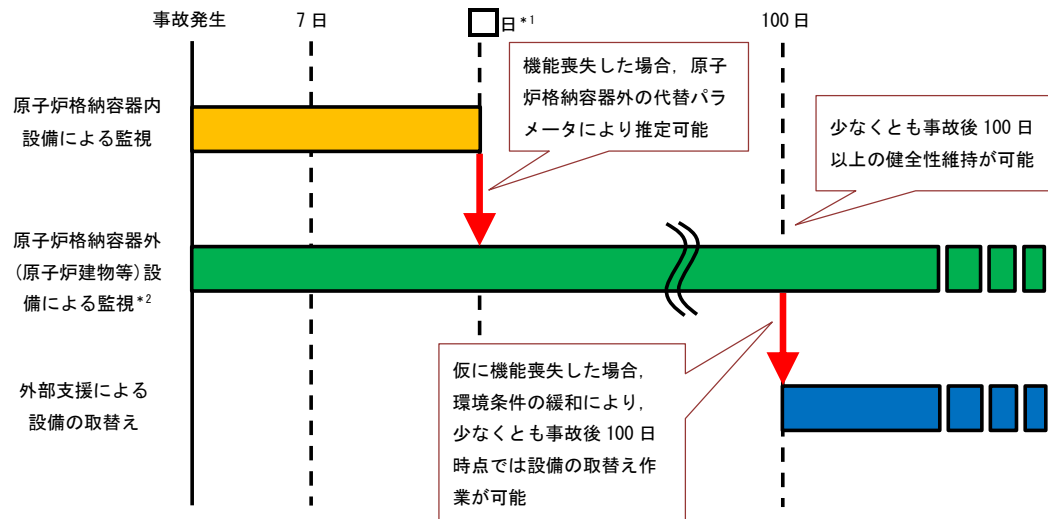 事故発生
7日
□日*1
100日
原子炉格納容器内
設備による監視
機能喪失した場合，原子
炉格納容器外の代替パラ
メータにより推定可能
少なくとも事故後100日
以上の健全性維持が可能
原子炉格納容器外
(原子炉建物等)設
備による監視*2
仮に機能喪失した場合，
環境条件の緩和により，
少なくとも事故後100日
時点では設備の取替え作
業が可能
外部支援による
設備の取替え